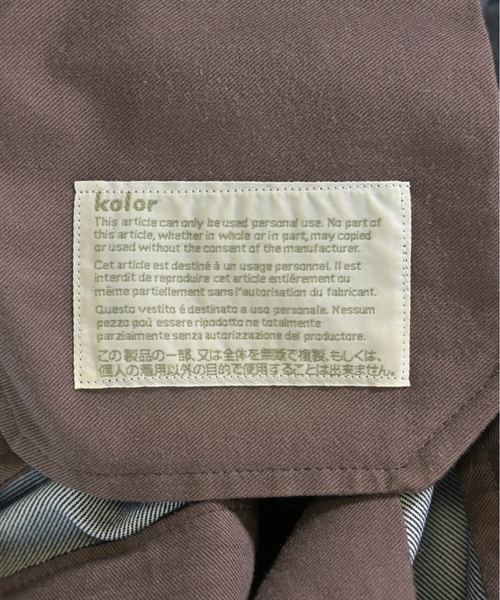 kolor
This article can only be used personal use. No part of
this article, whether in whole or in part, may copied
or used without the consent of the manufacturer.
Cet article est destiné à un usage personnel. Il est
interdit de reproduire cet article entiérement ou
même partiellement sans l'autorisation du fabricant.
Questo vestito é destinato a uso personale. Nessum
pezzo poù essere ripodotto ne totalmente
parzialmente senza autorizzazione del productore.
この製品の一部、又は全体を無断で複製、もしくは、
個人の着用以外の目的で使用することは出来ません。